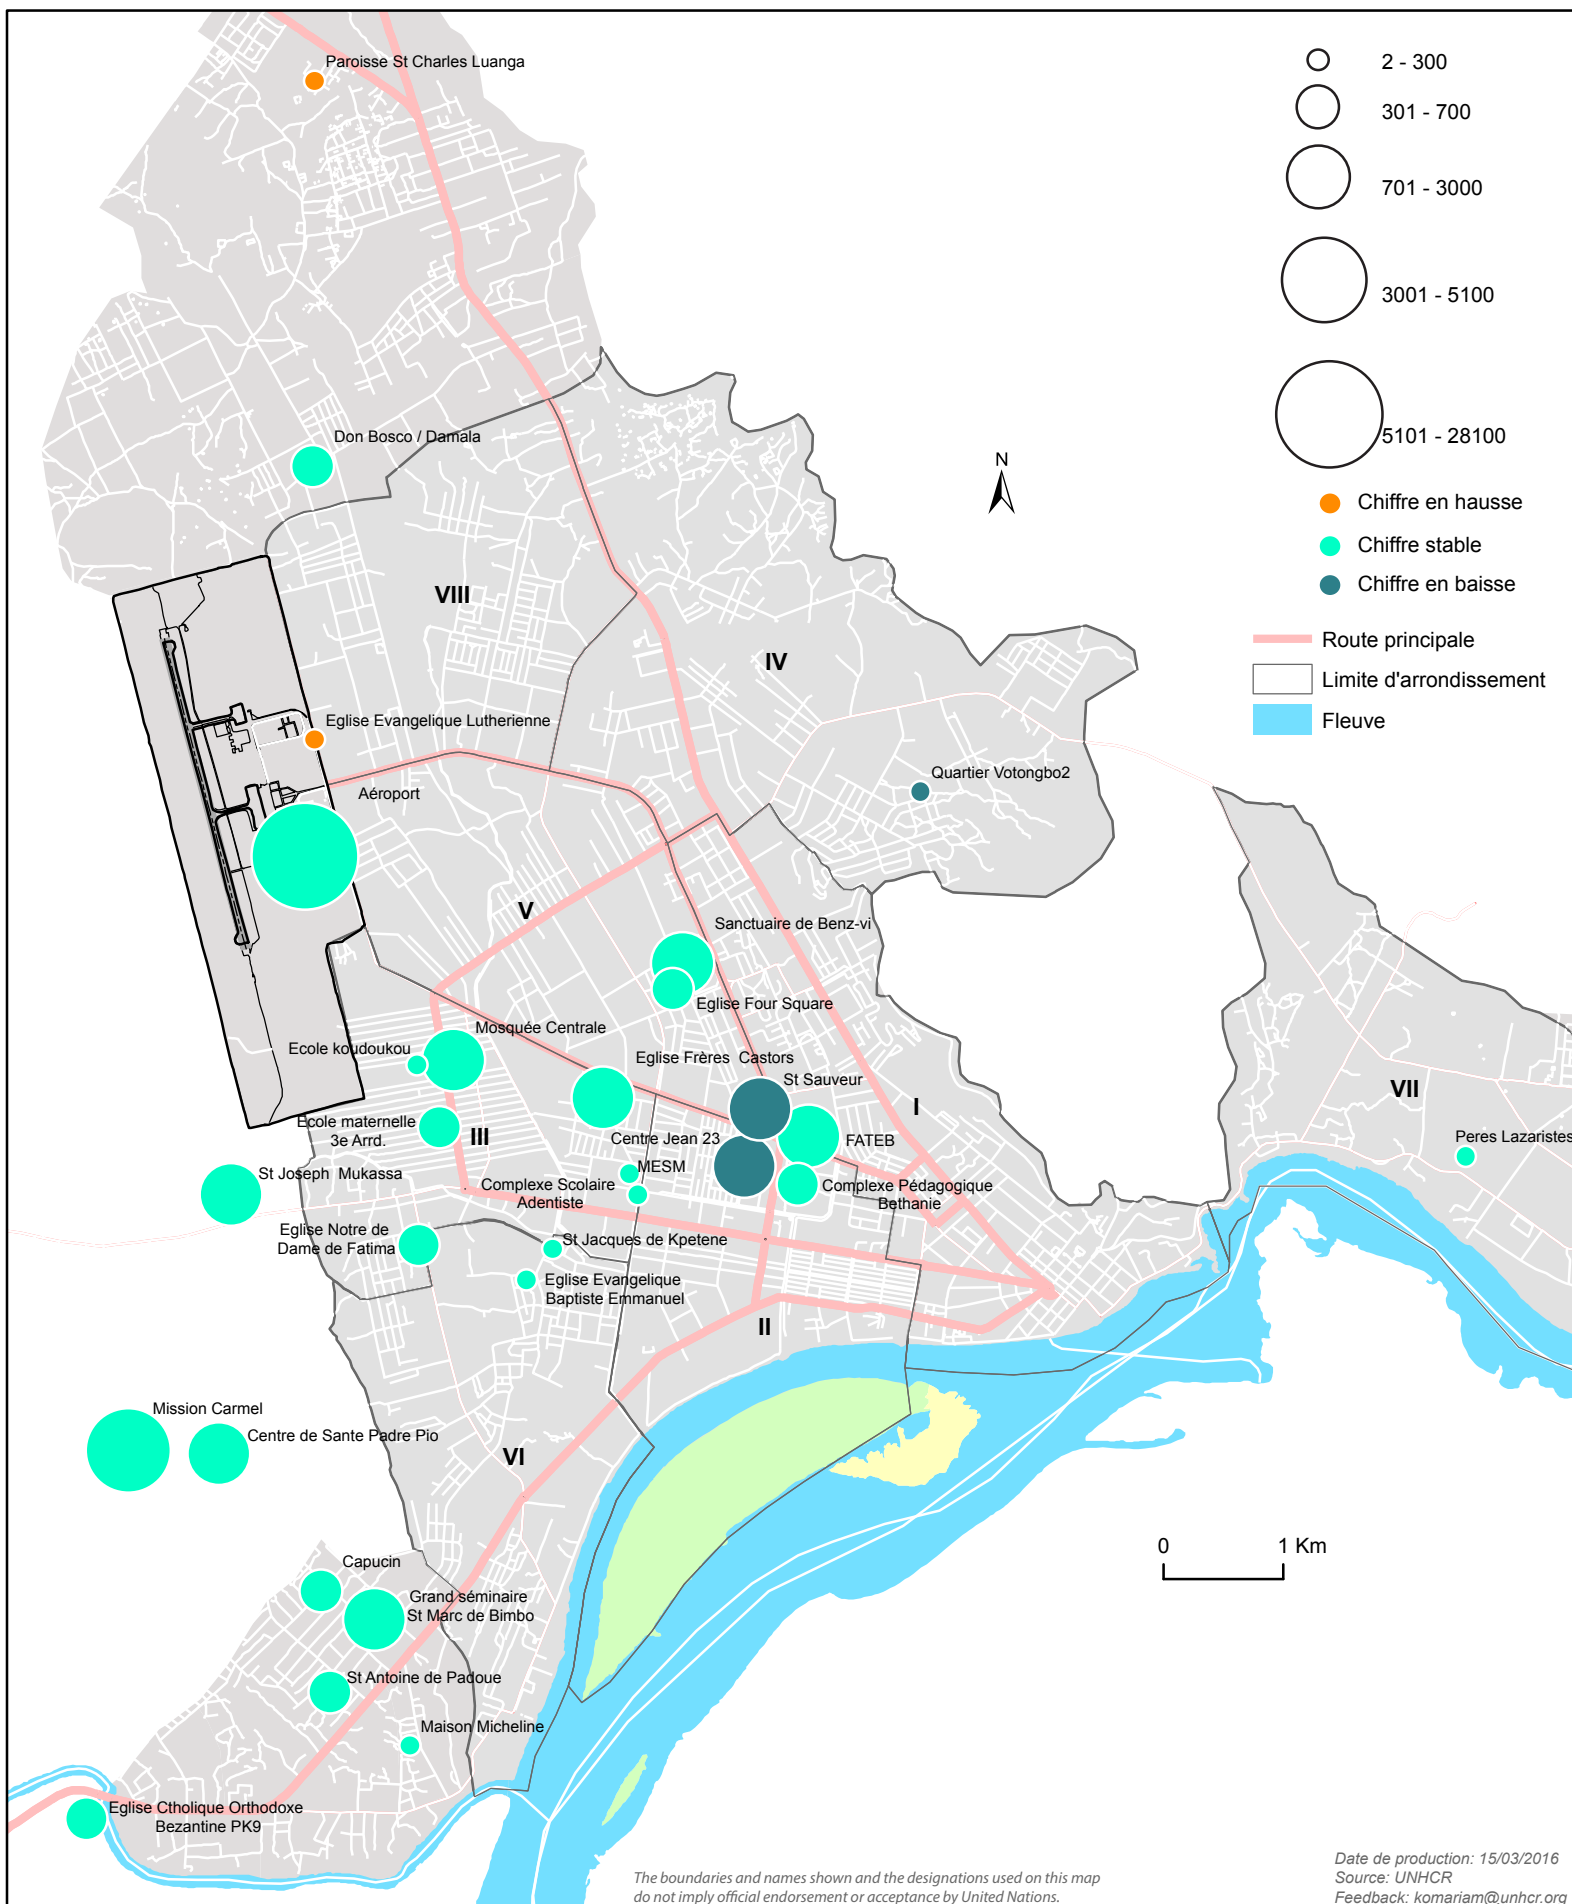 Paroisse St Charles Luanga
2 - 300
301 - 700
701 - 3000
3001 - 5100
5101 - 28100
Don Bosco / Damala
N
Chiffre en hausse
Chiffre stable
Chiffre en baisse
VIII
IV
Route principale
Limite d'arrondissement
Fleuve
Eglise Evangelique Lutherienne
Quartier Votongbo2
Aéroport
V
Sanctuaire de Benz-vi
Eglise Four Square
Mosquée Centrale
Ecole koudoukou
Eglise Frères Castors
St Sauveur
I
VII
Ecole maternelle
3e Arrd.
III
Centre Jean 23
FATEB
Peres Lazaristes
St Joseph Mukassa
MESM
Complexe Scolaire
Adentiste
Complexe Pédagogique
Bethanie
Eglise Notre de
Dame de Fatima
St Jacques de Kpetene
Eglise Evangelique
Baptiste Emmanuel
II
Mission Carmel
Centre de Sante Padre Pio
VI
0 1 Km
Capucin
Grand séminaire
St Marc de Bimbo
St Antoine de Padoue
Maison Micheline
Eglise Ctholique Orthodoxe
Bezantine PK9
The boundaries and names shown and the designations used on this map
do not imply official endorsement or acceptance by United Nations.
Date de production: 15/03/2016
Source: UNHCR
Feedback: komariam@unhcr.org